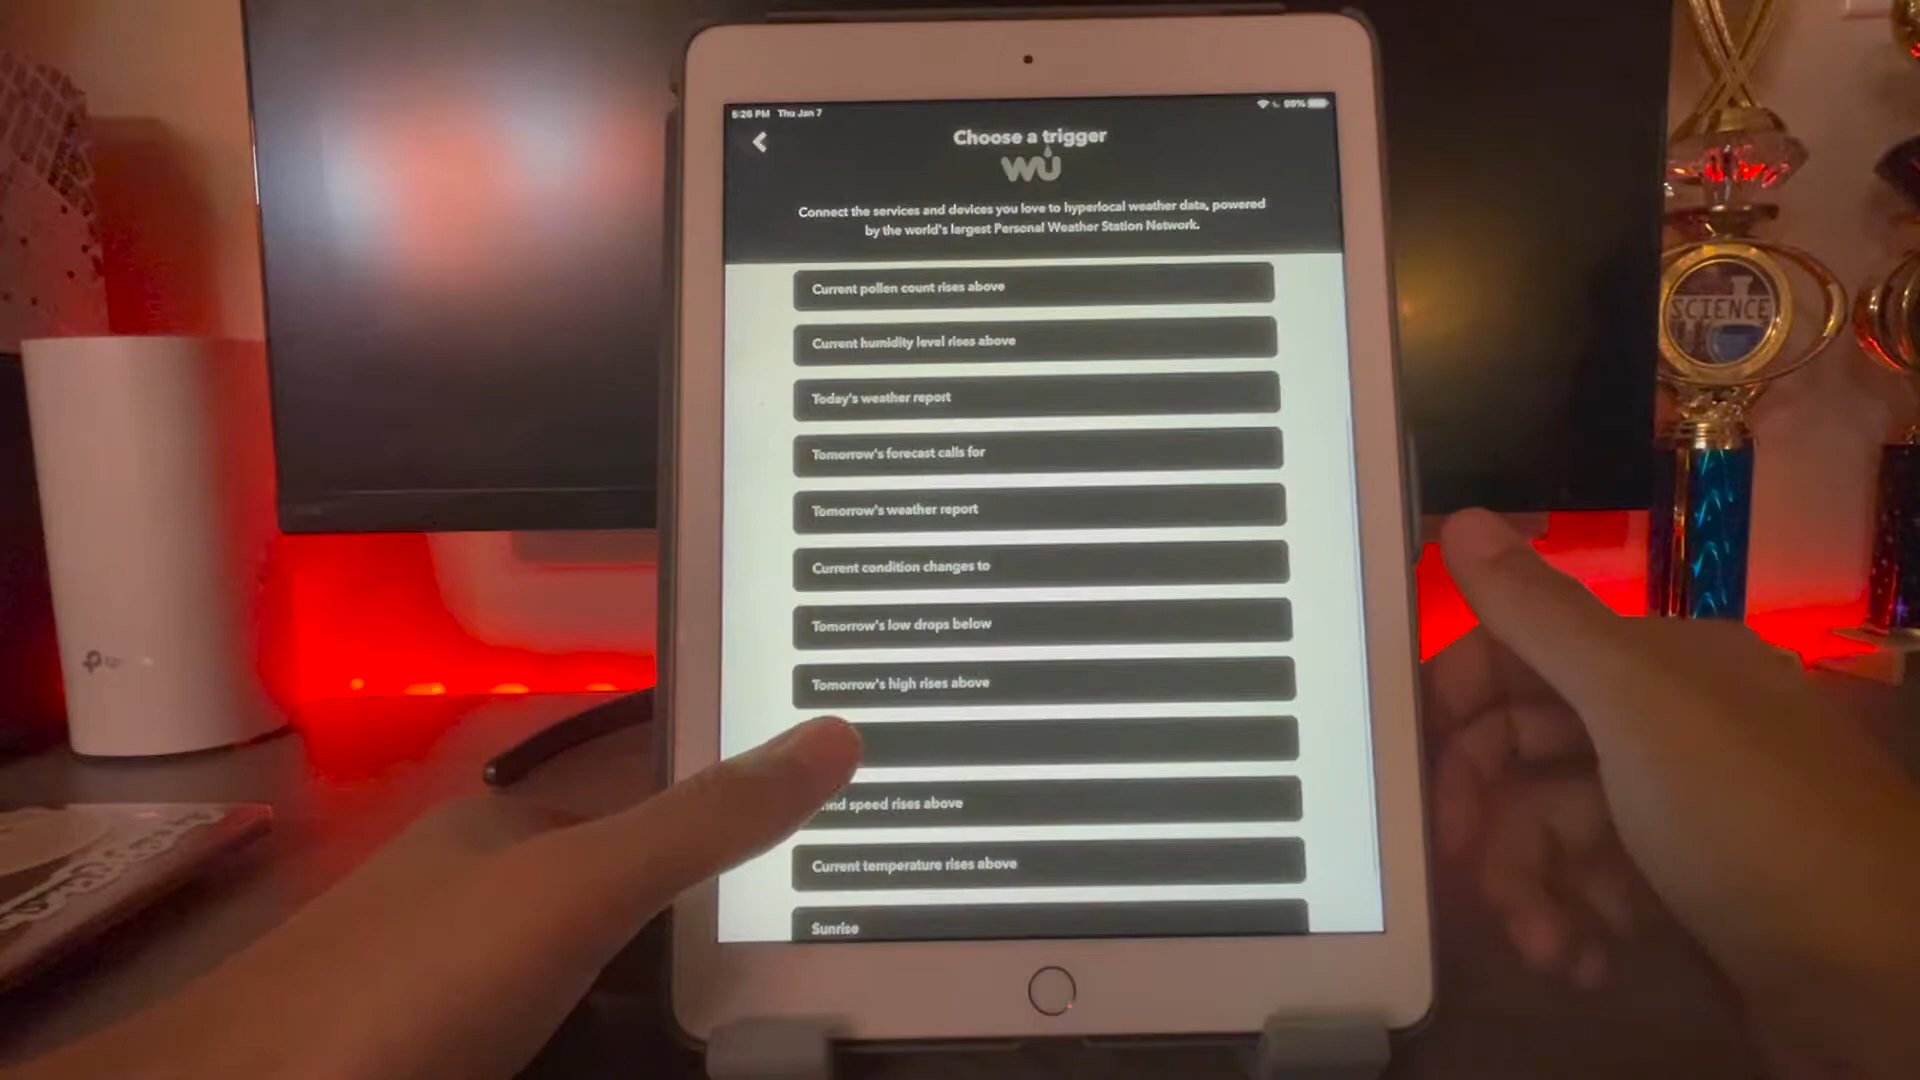 5:26 PM Thu Jan 7
99%
Choose a trigger
wu
Connect the services and devices you love to hyperlocal weather data, powered
by the world's largest Personal Weather Station Network.
Current pollen count rises above
Current humidity level rises above
Today's weather report
Tomorrow's forecast calls for
Tomorrow's weather report
Current condition changes to
Tomorrow's low drops below
Tomorrow's high rises above
speed rises above
Current temperature rises above
Sunrise
SCIENCE